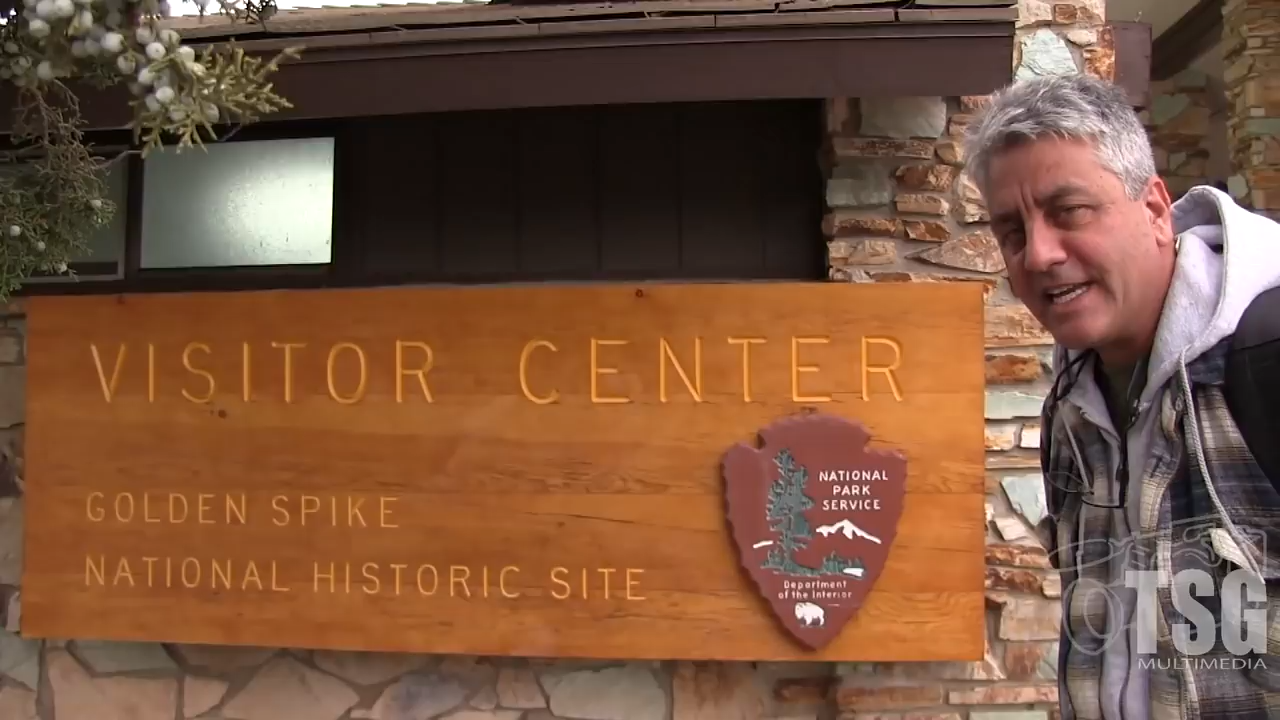 VISITOR CENTER
GOLDEN SPIKE
NATIONAL HISTORIC SITE
NATIONAL
PARK
SERVICE
Department
of the Interior
TSG
MULTIMEDIA